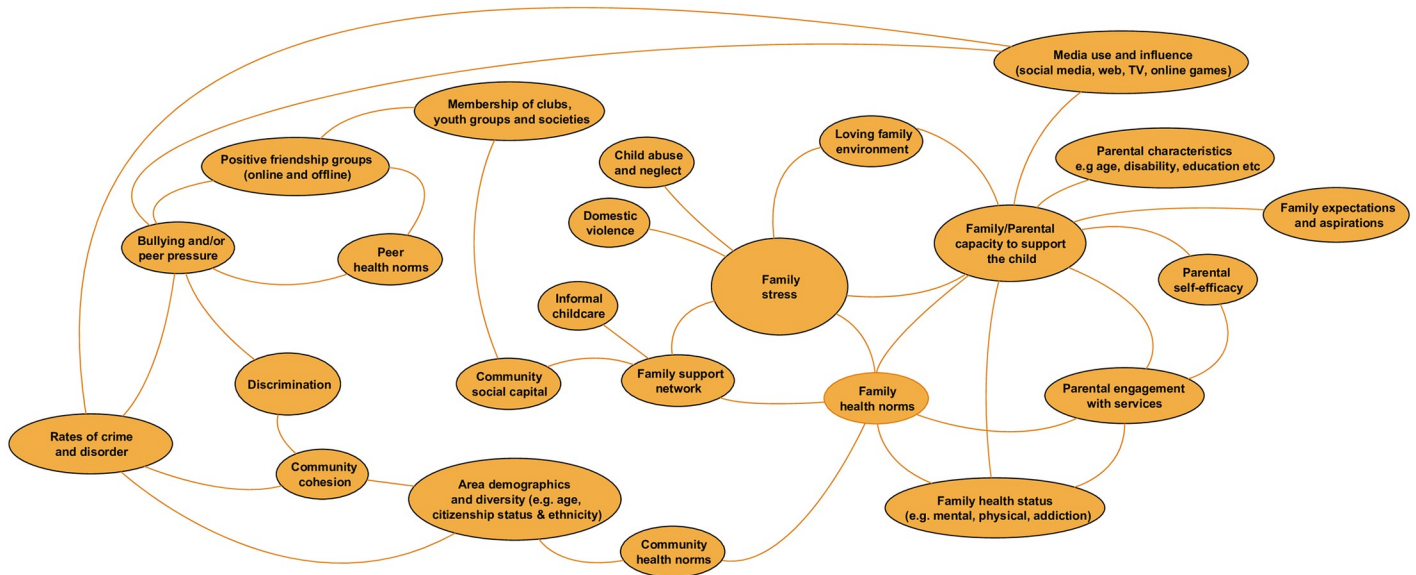 Media use and influence
(social media, web, TV, online games)
Membership of clubs,
youth groups and societies
Loving family
environment
Parental characteristics
e.g age, disability, education etc
Child abuse
and neglect
Positive friendship groups
(online and offline)
Family expectations
and aspirations
Domestic
violence
Family/Parental
capacity to support
the child
Bullying and/or
peer pressure
Peer
health norms
Parental
self-efficacy
Family
stress
Informal
childcare
Discrimination
Community
social capital
Family support
network
Family
health norms
Parental engagement
with services
Rates of crime
and disorder
Community
cohesion
Area demographics
and diversity (e.g. age,
citizenship status & ethnicity)
Family health status
(e.g. mental, physical, addiction)
Community
health norms